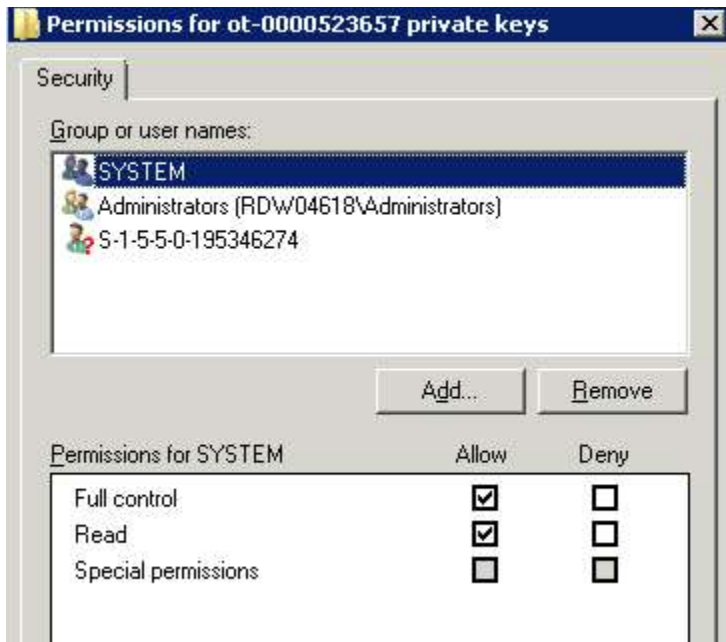 Permissions for ot-0000523657 private keys
Security
Group or user names:
SYSTEM
Administrators (RDW04618\Administrators)
S-1-5-5-0-195346274
Add... Remove
Permissions for SYSTEM Allow Deny
Full control
Read
Special permissions